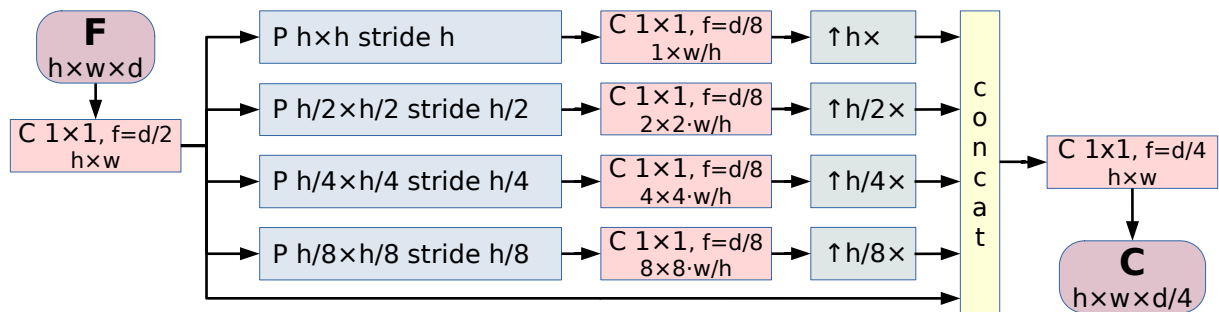 F
h×w×d
C 1×1, f=d/2
h×w
P h×h stride h
C 1×1, f=d/8
1×w/h
↑h×
P h/2×h/2 stride h/2
C 1×1, f=d/8
2×2·w/h
↑h/2×
P h/4×h/4 stride h/4
C 1×1, f=d/8
4×4·w/h
↑h/4×
P h/8×h/8 stride h/8
C 1×1, f=d/8
8×8·w/h
↑h/8×
concat
C 1x1, f=d/4
h×w
C
h×w×d/4